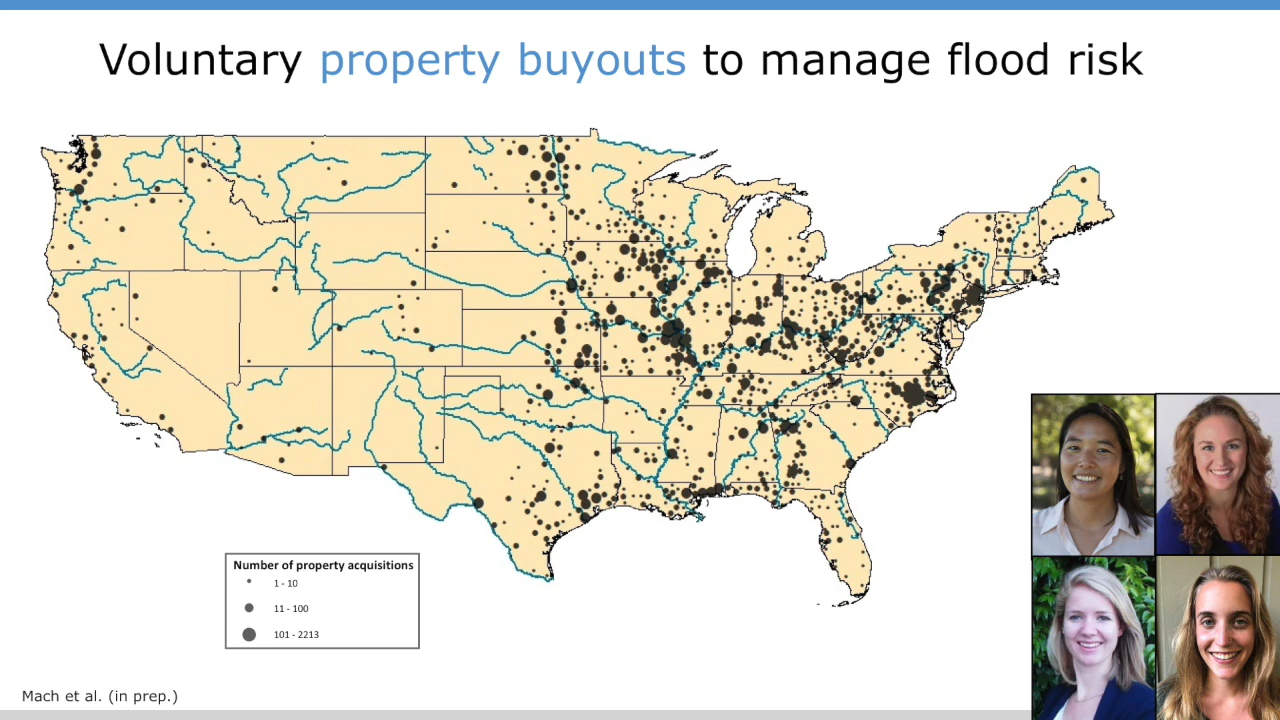 Voluntary property buyouts to manage flood risk
Number of property acquisitions
1 - 10
11 - 100
101 - 2213
Mach et al. (in prep.)